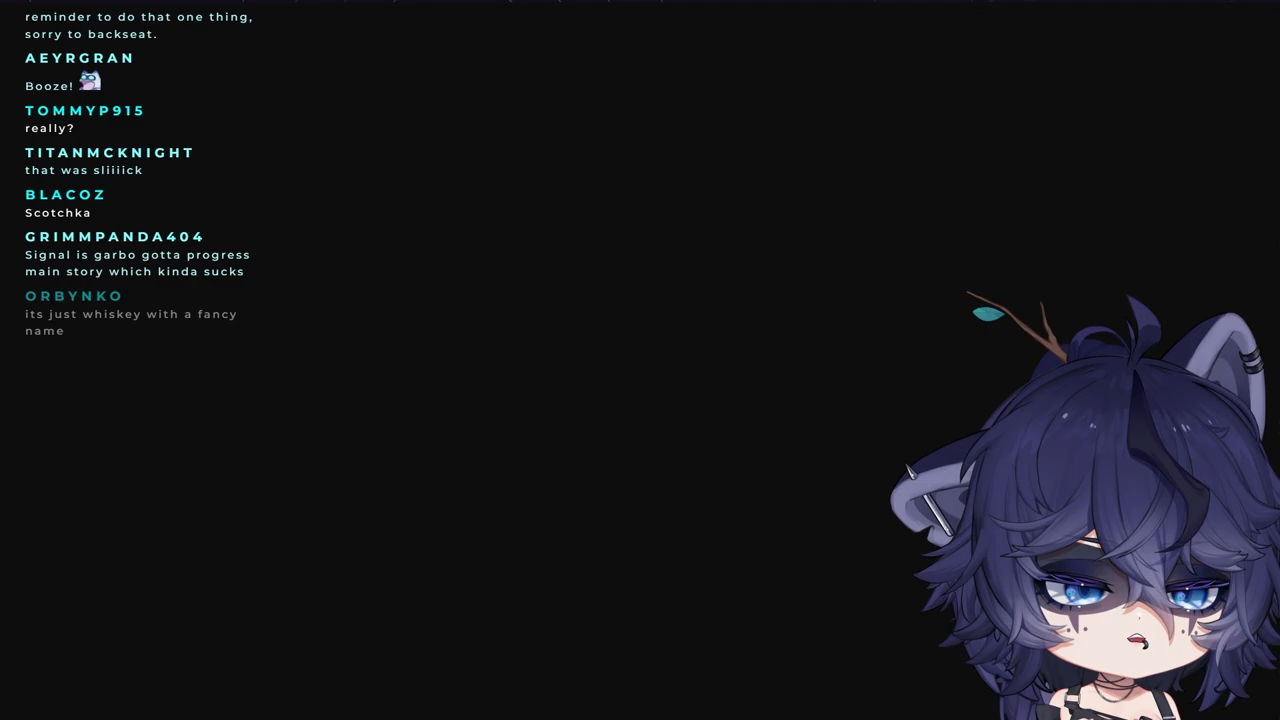 reminder to do that one thing,
sorry to backseat.
AEYRGRAN
Booze!
TOMMYP915
really?
TITANMCKNIGHT
that was sliiiick
BLACOZ
Scotchka
GRIMMPANDA404
Signal is garbo gotta progress
main story which kinda sucks
ORBYNKO
its just whiskey with a fancy
name